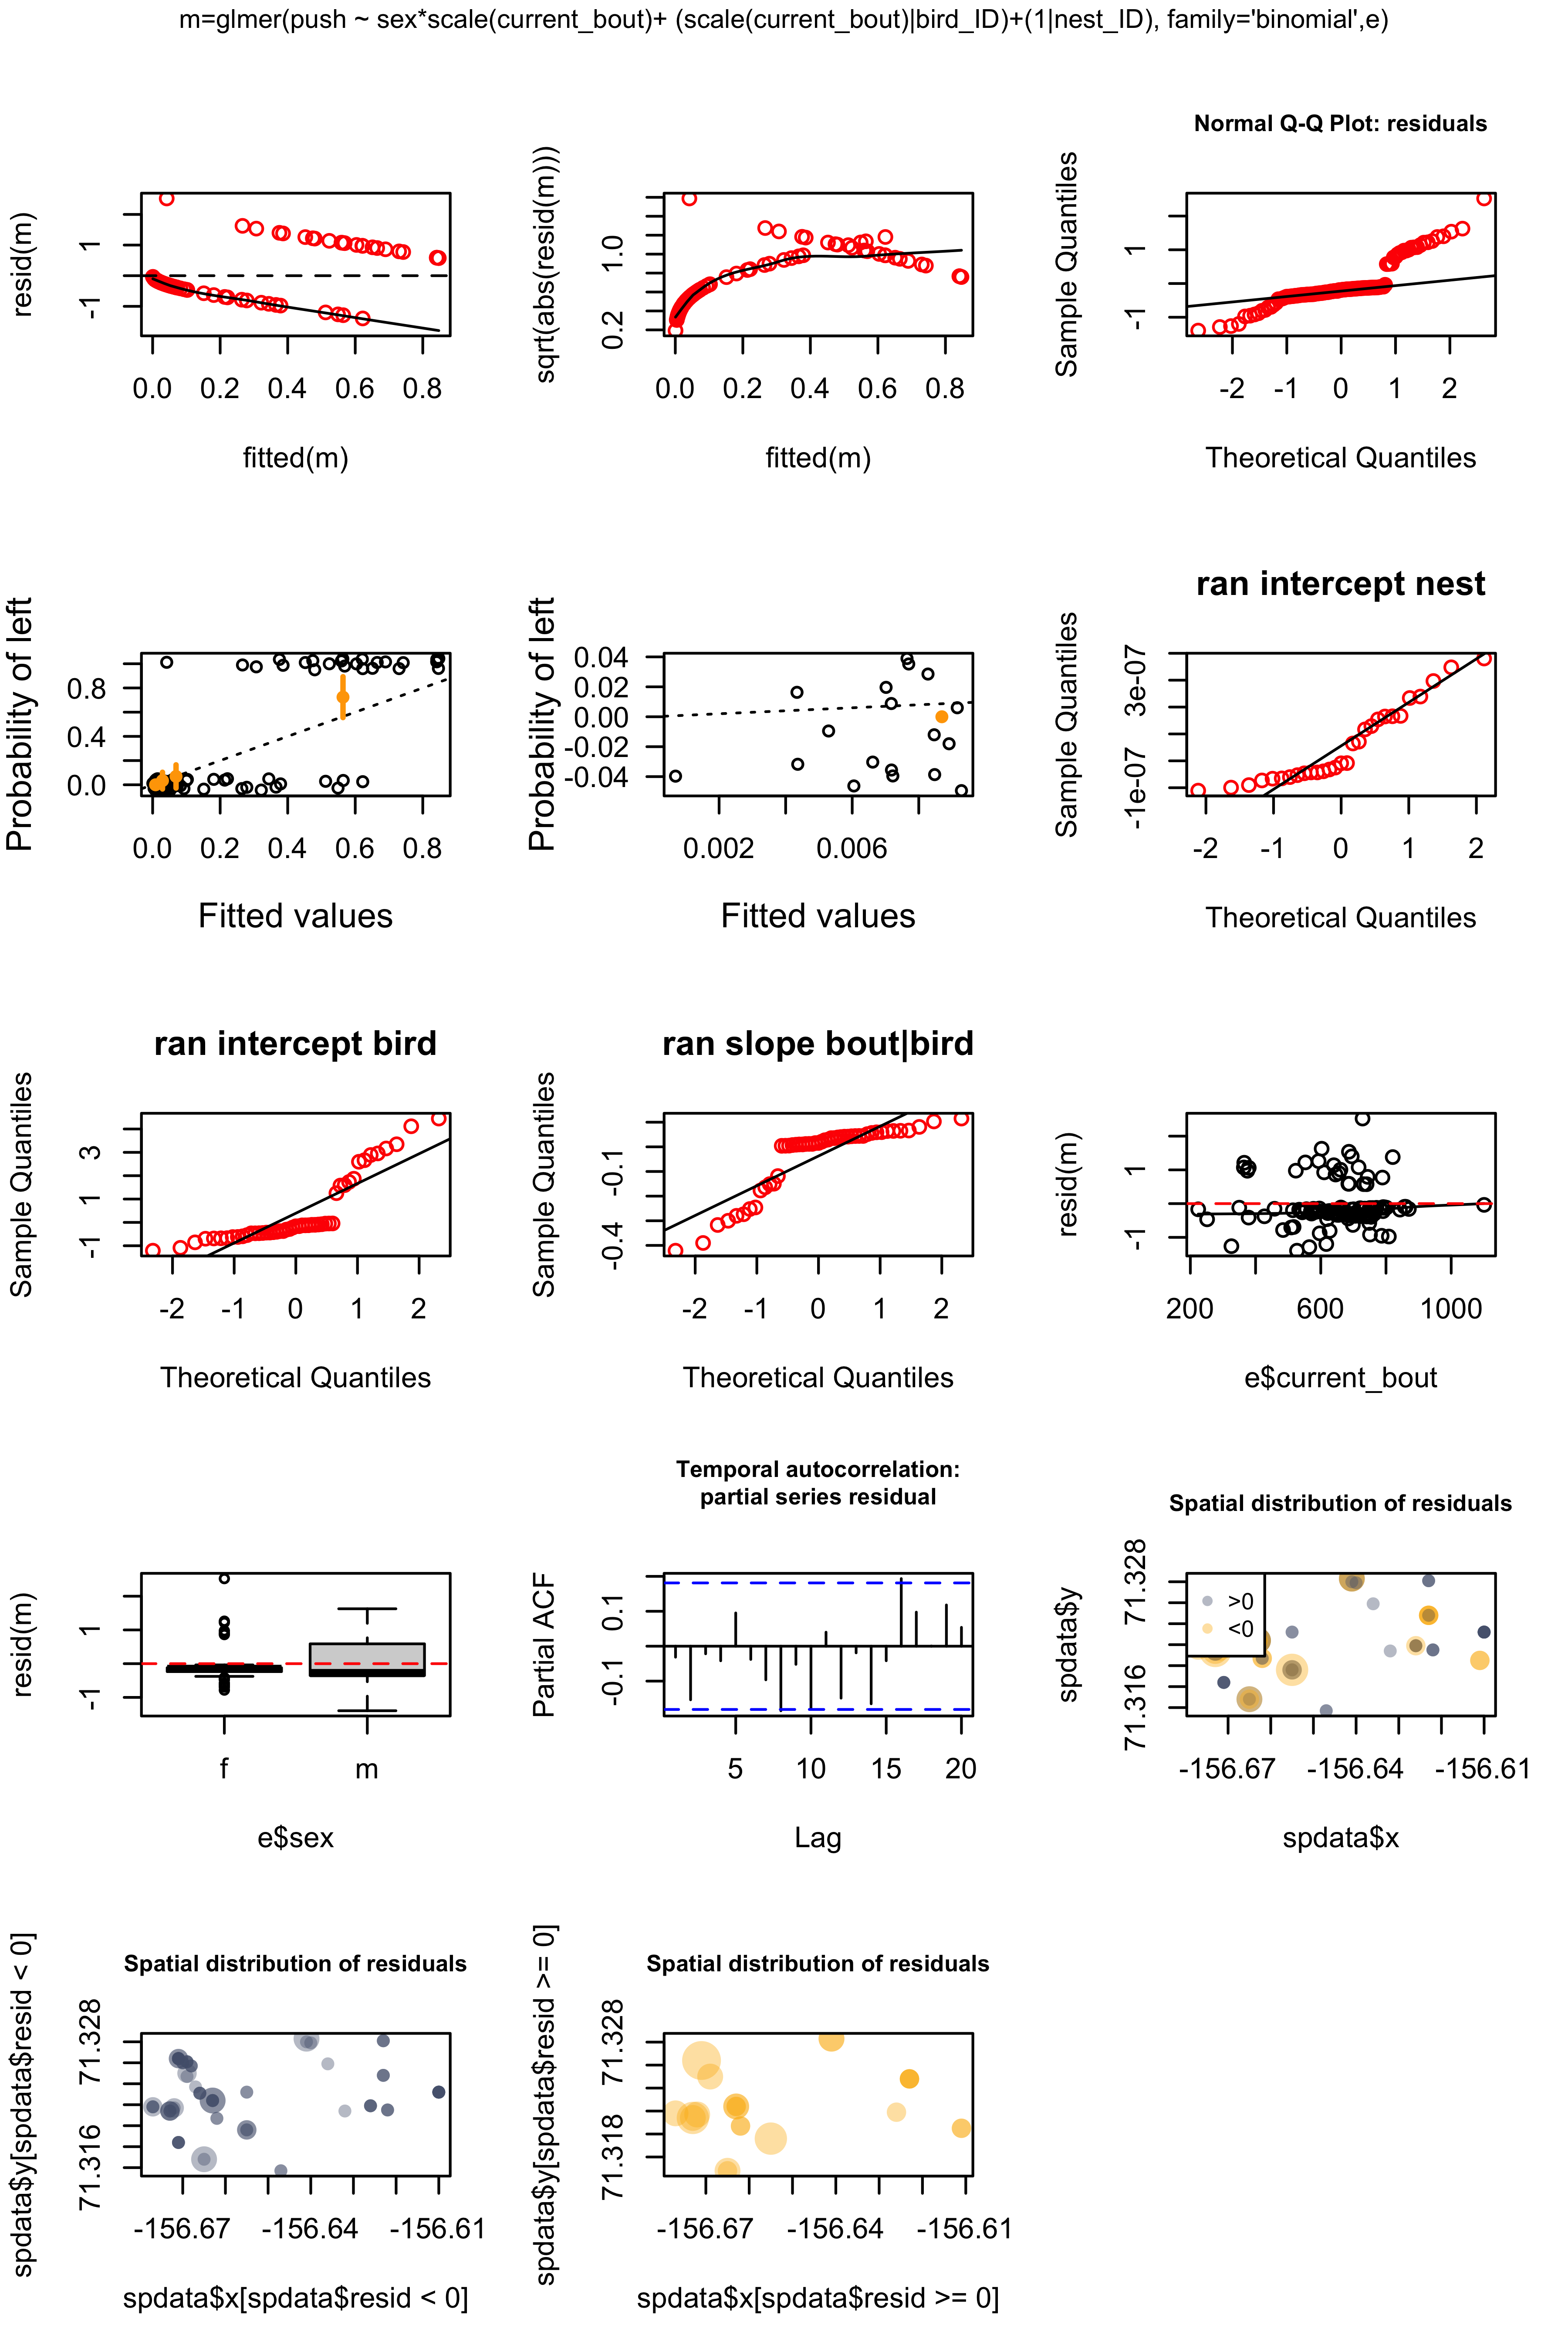 m=glmer(push ~ sex*scale(current_bout)+ (scale(current_bout)|bird_ID)+(1|nest_ID), family='binomial',e)
resid(m)
1
-1
0.0 0.2 0.4 0.6 0.8
fitted(m)
sqrt(abs(resid(m)))
1.0
0.2
0.0 0.2 0.4 0.6 0.8
fitted(m)
Normal Q-Q Plot: residuals
Sample Quantiles
1
-1
-2 -1 0 1 2
Theoretical Quantiles
Probability of left
0.8
0.4
0.0
0.0 0.2 0.4 0.6 0.8
Fitted values
Probability of left
0.04
0.02
0.00
-0.02
-0.04
0.002 0.006
Fitted values
ran intercept nest
Sample Quantiles
3e-07
-1e-07
-2 -1 0 1 2
Theoretical Quantiles
ran intercept bird
Sample Quantiles
3
1
-1
-2 -1 0 1 2
Theoretical Quantiles
ran slope bout|bird
Sample Quantiles
-0.1
-0.4
-2 -1 0 1 2
Theoretical Quantiles
resid(m)
1
-1
200 600 1000
e$current_bout
resid(m)
1
-1
f m
e$sex
Temporal autocorrelation:
partial series residual
Partial ACF
0.1
-0.1
5 10 15 20
Lag
Spatial distribution of residuals
spdata$y
71.328
71.316
>0
<0
-156.67 -156.64 -156.61
spdata$x
Spatial distribution of residuals
spdata$y[spdata$resid < 0]
71.328
71.316
-156.67 -156.64 -156.61
spdata$x[spdata$resid < 0]
Spatial distribution of residuals
spdata$y[spdata$resid >= 0]
71.328
71.318
-156.67 -156.64 -156.61
spdata$x[spdata$resid >= 0]